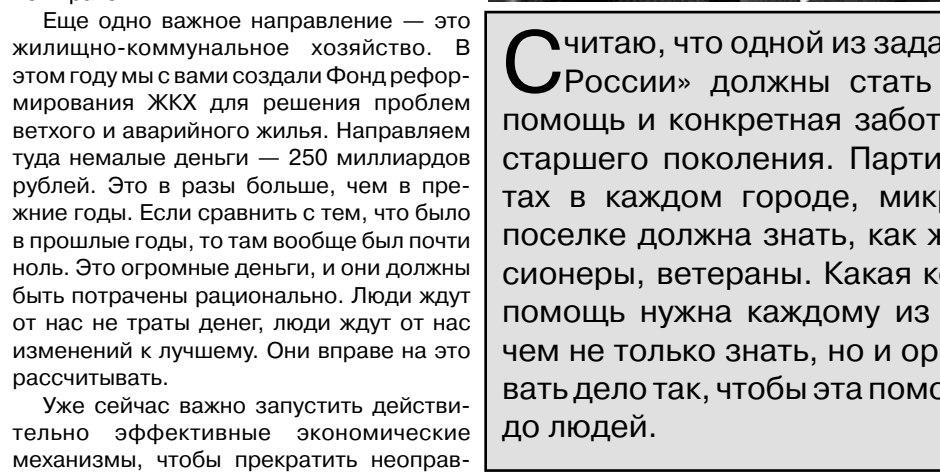 Еще одно важное направление — это
жилищно-коммунальное хозяйство. В
этом году мы с вами создали Фонд рефор-
мирования ЖКХ для решения проблем
ветхого и аварийного жилья. Направляем
туда немалые деньги — 250 миллиардов
рублей. Это в разы больше, чем в пре-
жние годы. Если сравнить с тем, что было
в прошлые годы, то там вообще был почти
ноль. Это огромные деньги, и они должны
быть потрачены рационально. Люди ждут
от нас не траты денег, люди ждут от нас
изменений к лучшему. Они вправе на это
рассчитывать.
Уже сейчас важно запустить действи-
тельно эффективные экономические
механизмы, чтобы прекратить неоправ-
Считаю, что одной из зада
России» должны стать
помощь и конкретная забот
старшего поколения. Парти
тах в каждом городе, мик
поселке должна знать, как ж
сионеры, ветераны. Какая к
помощь нужна каждому из
чем не только знать, но и ор
вать дело так, чтобы эта помо
до людей.